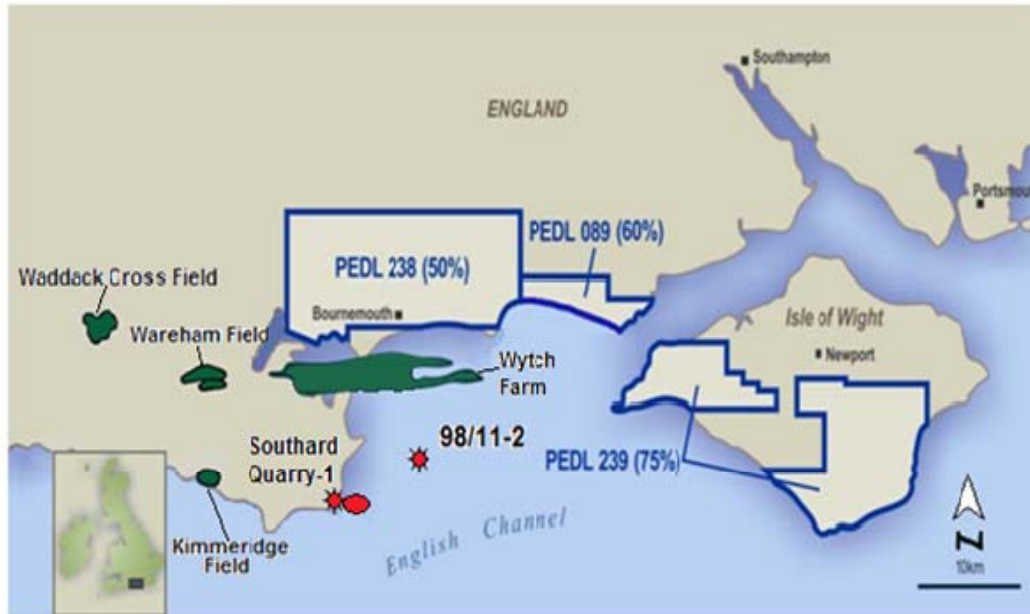 Southampton
ENGLAND
Portsmou
PEDL 089 (60%)
PEDL 238 (50%)
Waddack Cross Field
Bournemouth
Isle of Wight
Wareham Field
Newport
Wytch
Farm
98/11-2
Southard
Quarry-1
PEDL 239 (75%)
English Channel
Kimmeridge
Field
N
10km